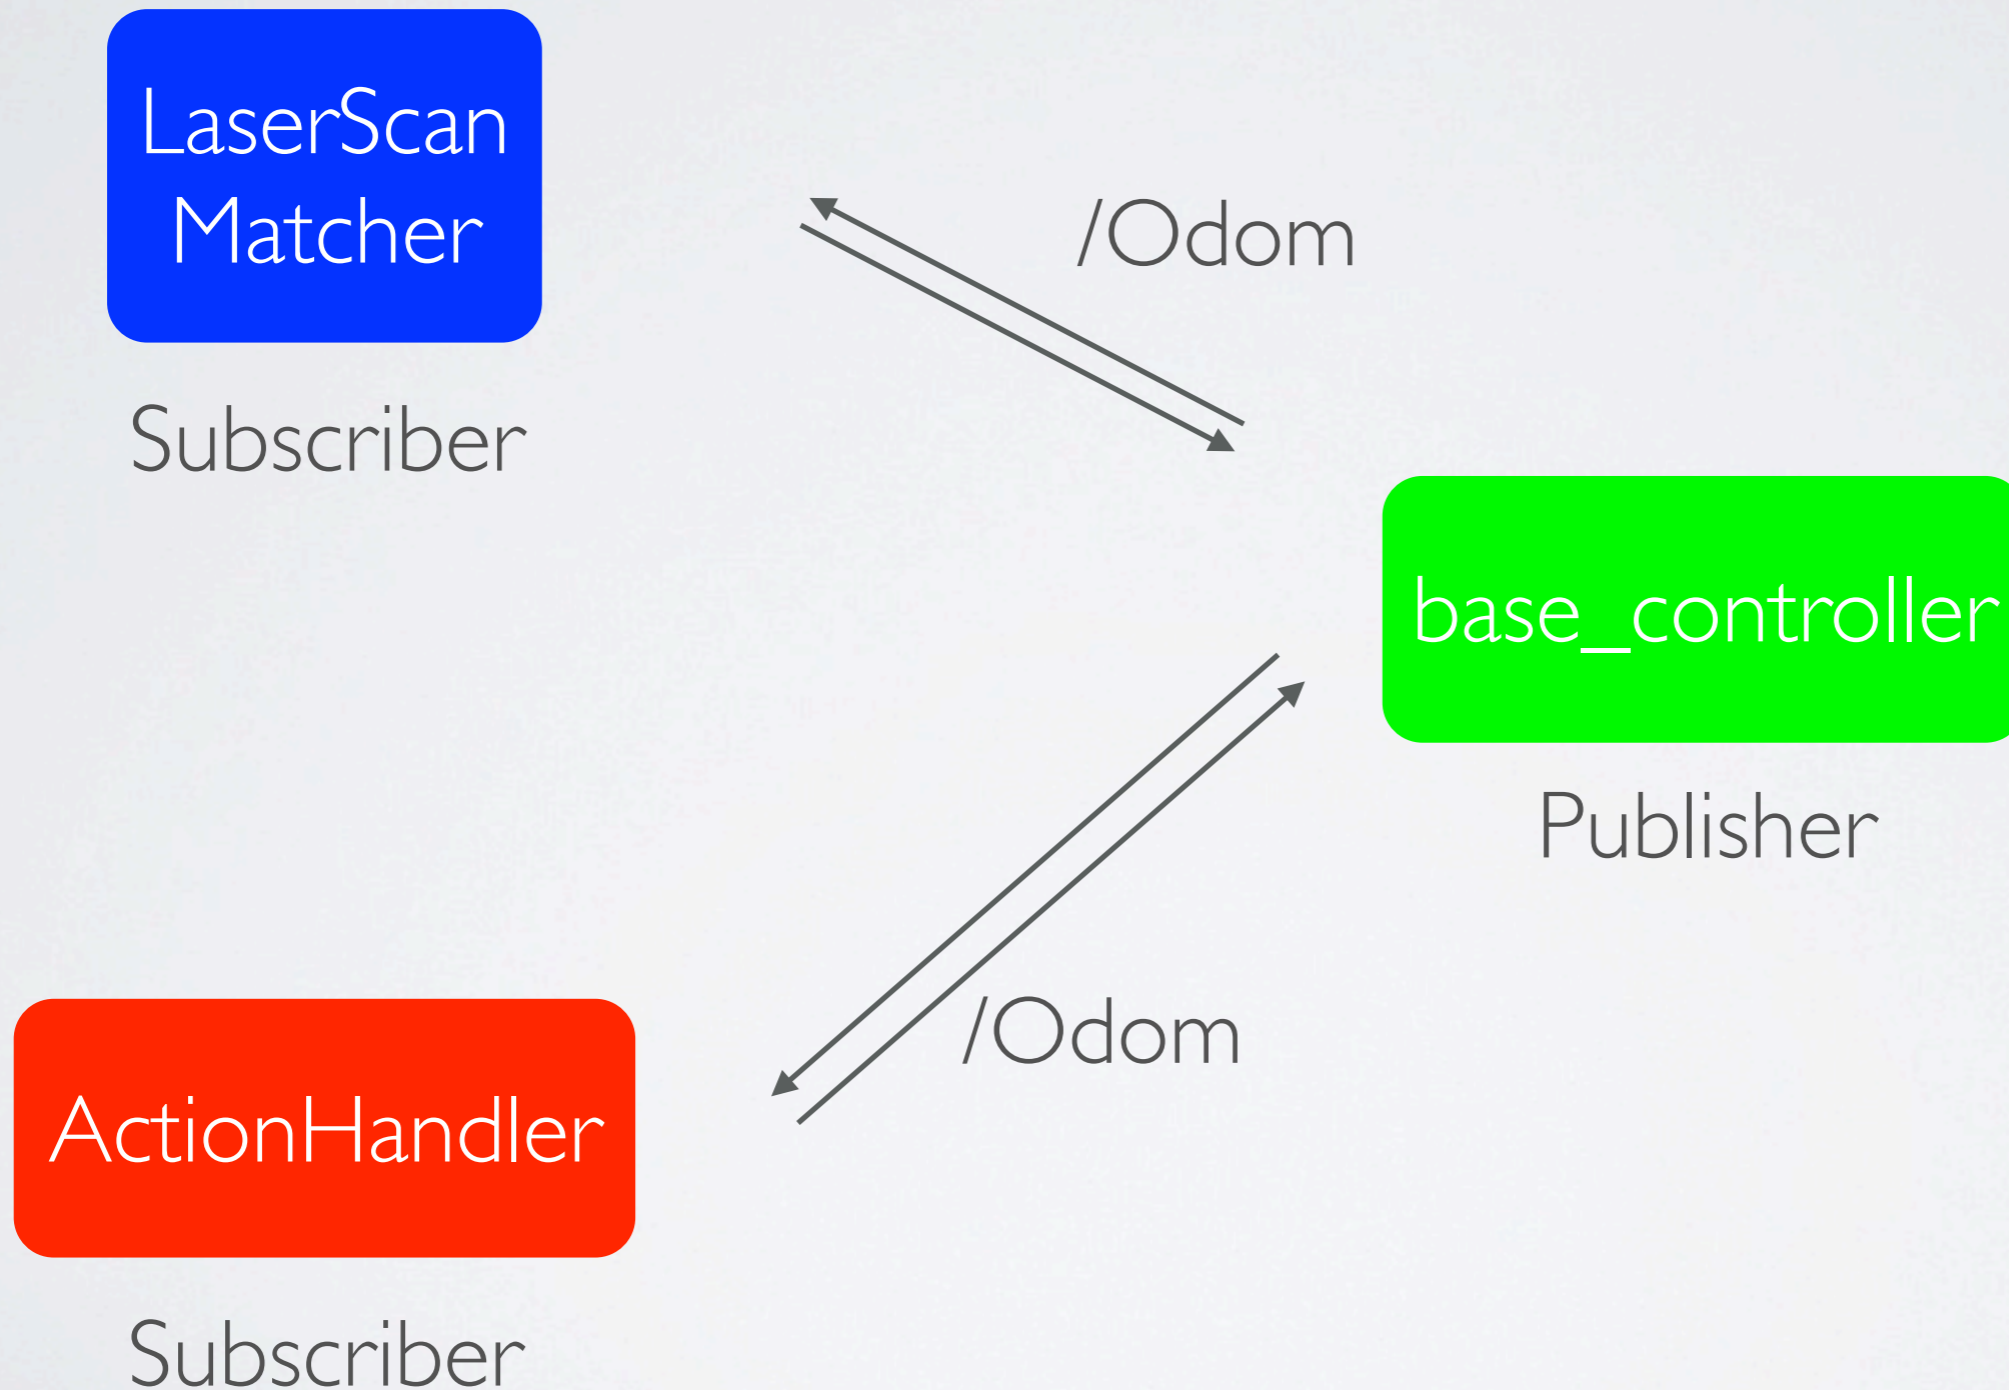 LaserScan
Matcher
Subscriber
/Odom
base_controller
Publisher
/Odom
ActionHandler
Subscriber